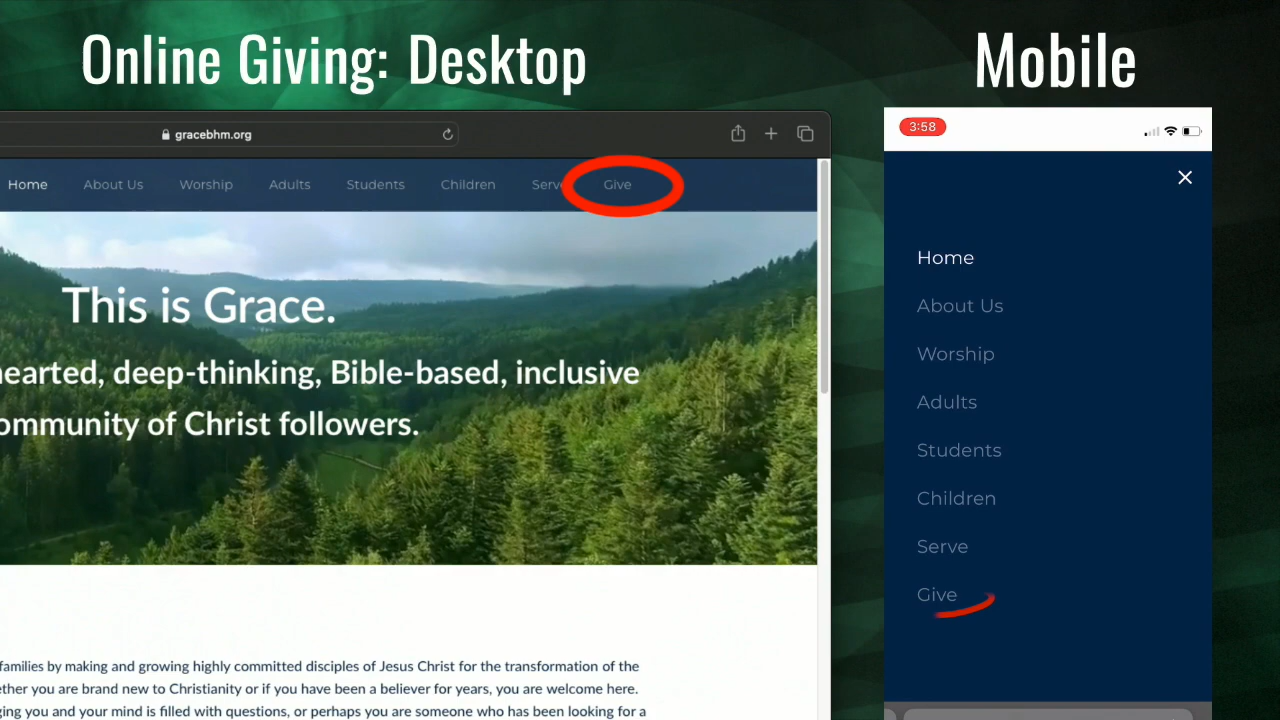 Online Giving: Desktop
Mobile
gracebhm.org
Home About Us Worship Adults Students Children Serve Give
This is Grace.
deep-thinking, Bible-based, inclusive
of Christ followers.
families by making and growing highly committed disciples of Jesus Christ for the transformation of the
you are brand new to Christianity or if you have been a believer for years, you are welcome here.
you and your mind is filled with questions, or perhaps you are someone who has been looking for a
3:58
Home
About Us
Worship
Adults
Students
Children
Serve
Give